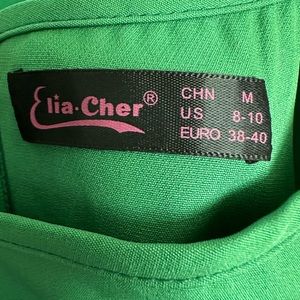 Elia-Cher®
CHN M
US 8-10
EURO 38-40